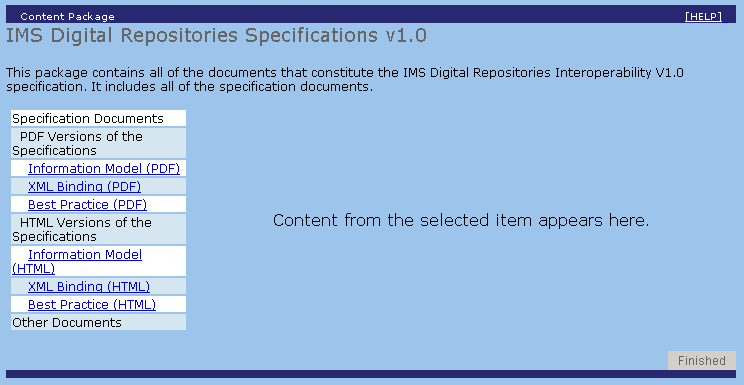 Content Package [HELP]
IMS Digital Repositories Specifications v1.0
This package contains all of the documents that constitute the IMS Digital Repositories Interoperability V1.0
specification. It includes all of the specification documents.
Specification Documents
PDF Versions of the
Specifications
Information Model (PDF)
XML Binding (PDF)
Best Practice (PDF)
HTML Versions of the
Specifications
Information Model
(HTML)
XML Binding (HTML)
Best Practice (HTML)
Other Documents
Content from the selected item appears here.
Finished